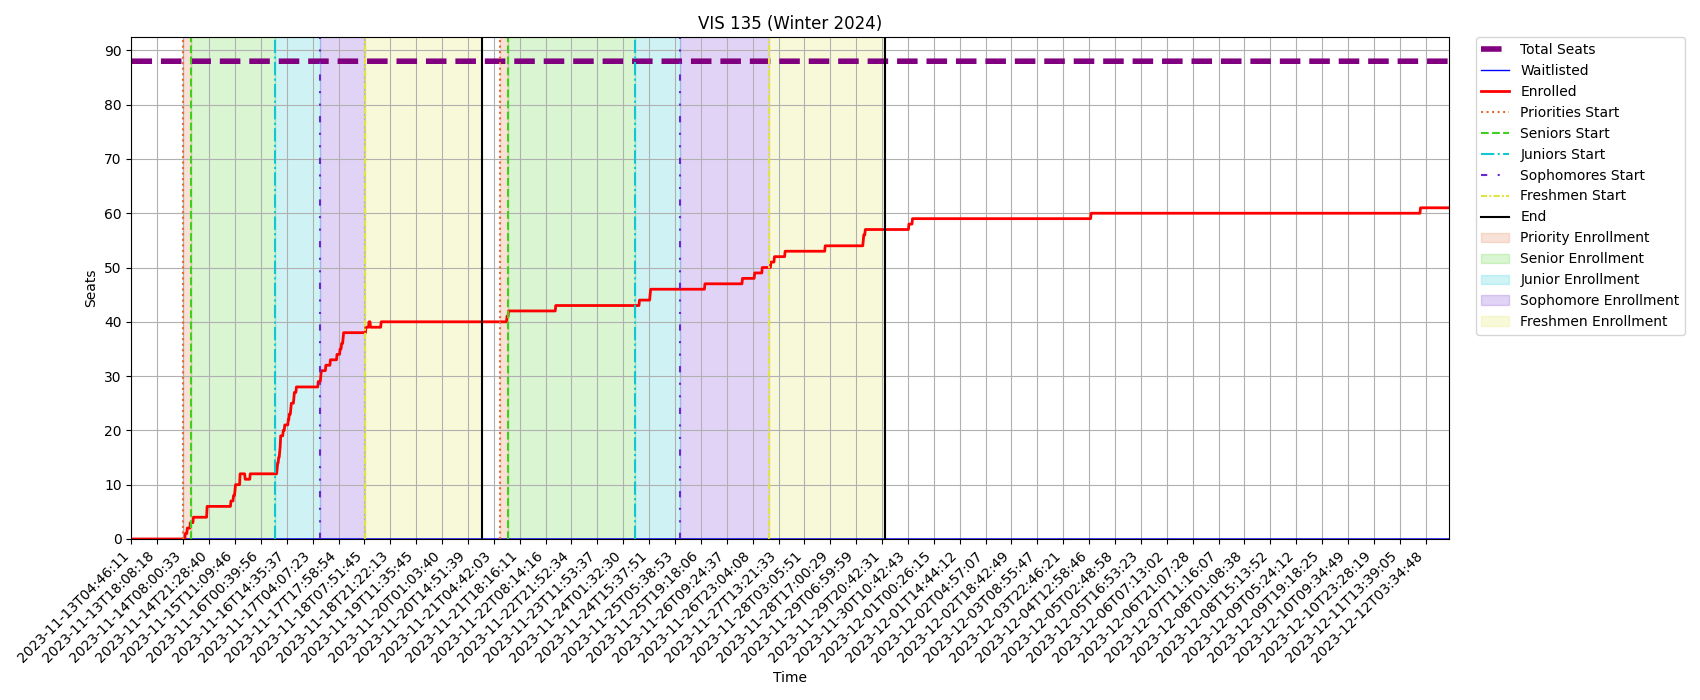 VIS 135 (Winter 2024)
Seats
90
80
70
60
50
40
30
20
10
0
2023-11-13T04:46:11
2023-11-13T18:08:18
2023-11-14T08:00:33
2023-11-14T21:28:40
2023-11-15T11:09:46
2023-11-16T00:39:56
2023-11-16T14:35:37
2023-11-17T04:07:23
2023-11-17T17:58:54
2023-11-18T07:51:45
2023-11-18T21:22:13
2023-11-19T11:35:45
2023-11-20T01:03:40
2023-11-20T14:51:39
2023-11-21T04:42:03
2023-11-21T18:16:11
2023-11-22T08:14:16
2023-11-22T21:52:34
2023-11-23T11:53:37
2023-11-24T01:32:30
2023-11-24T15:37:51
2023-11-25T05:38:53
2023-11-25T19:18:06
2023-11-26T09:24:37
2023-11-26T23:04:08
2023-11-27T13:21:33
2023-11-28T03:05:51
2023-11-28T17:00:29
2023-11-29T06:59:59
2023-11-29T20:42:31
2023-11-30T10:42:43
2023-12-01T00:26:15
2023-12-01T14:44:12
2023-12-02T04:57:07
2023-12-02T18:42:49
2023-12-03T08:55:47
2023-12-03T22:46:21
2023-12-04T12:58:46
2023-12-05T02:48:58
2023-12-05T16:53:23
2023-12-06T07:13:02
2023-12-06T21:07:28
2023-12-07T11:16:07
2023-12-08T01:08:38
2023-12-08T15:13:52
2023-12-09T05:24:12
2023-12-09T19:18:25
2023-12-10T09:34:49
2023-12-10T23:28:19
2023-12-11T13:39:05
2023-12-12T03:34:48
Time
Total Seats
Waitlisted
Enrolled
Priorities Start
Seniors Start
Juniors Start
Sophomores Start
Freshmen Start
End
Priority Enrollment
Senior Enrollment
Junior Enrollment
Sophomore Enrollment
Freshmen Enrollment